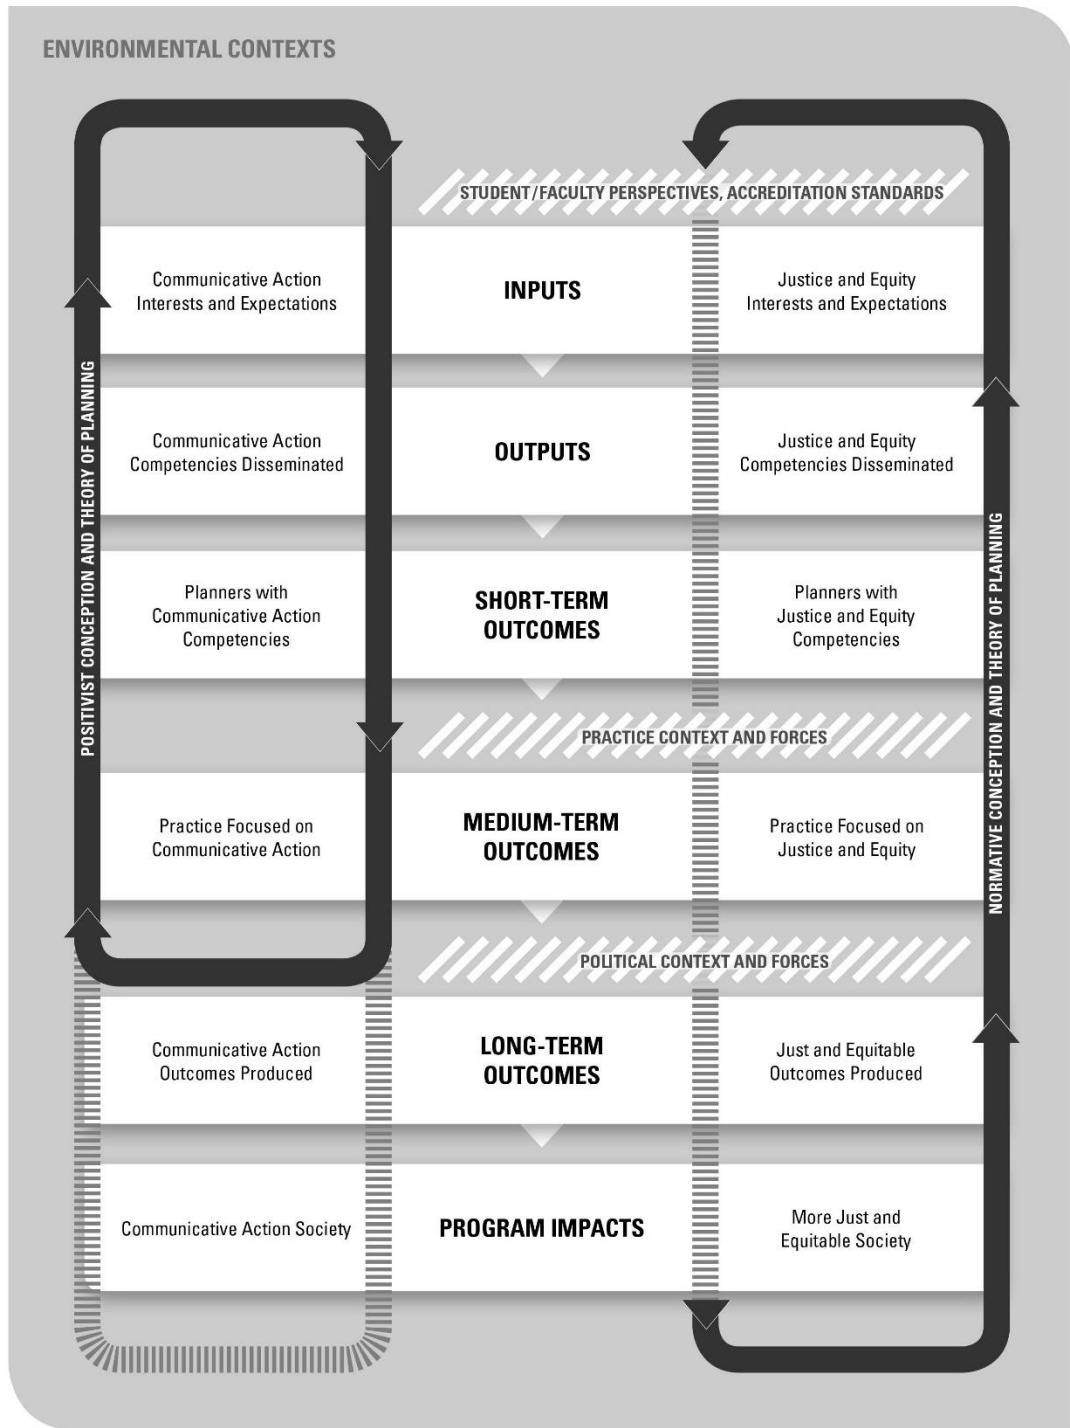 ENVIRONMENTAL CONTEXTS
STUDENT/FACULTY PERSPECTIVES, ACCREDITATION STANDARDS
Communicative Action
Interests and Expectations
INPUTS
Justice and Equity
Interests and Expectations
Communicative Action
Competencies Disseminated
OUTPUTS
Justice and Equity
Competencies Disseminated
POSITIVIST CONCEPTION AND THEORY OF PLANNING
Planners with
Communicative Action
Competencies
SHORT-TERM
OUTCOMES
Planners with
Justice and Equity
Competencies
NORMATIVE CONCEPTION AND THEORY OF PLANNING
PRACTICE CONTEXT AND FORCES
Practice Focused on
Communicative Action
MEDIUM-TERM
OUTCOMES
Practice Focused on
Justice and Equity
POLITICAL CONTEXT AND FORCES
Communicative Action
Outcomes Produced
LONG-TERM
OUTCOMES
Just and Equitable
Outcomes Produced
Communicative Action Society
PROGRAM IMPACTS
More Just and
Equitable Society